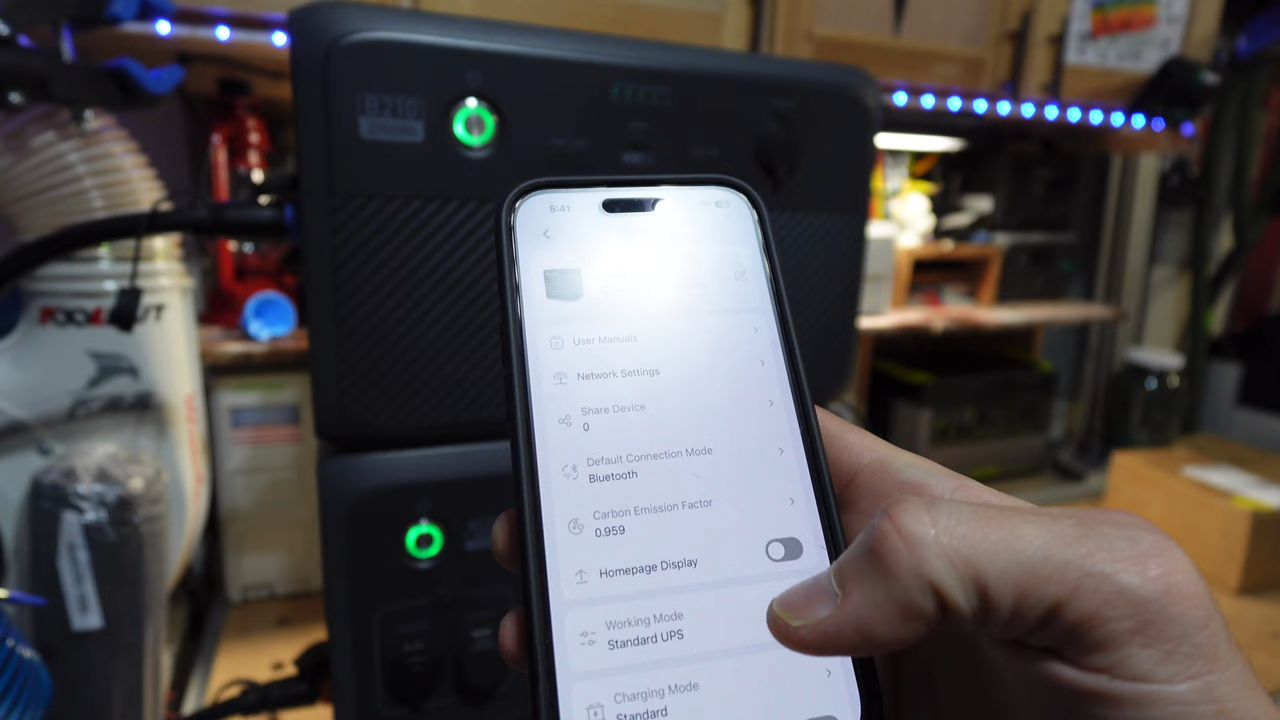 B210
5:41
User Manuals
Network Settings
Share Device
0
Default Connection Mode
Bluetooth
Carbon Emission Factor
0.959
Homepage Display
Working Mode
Standard UPS
Charging Mode
Standard